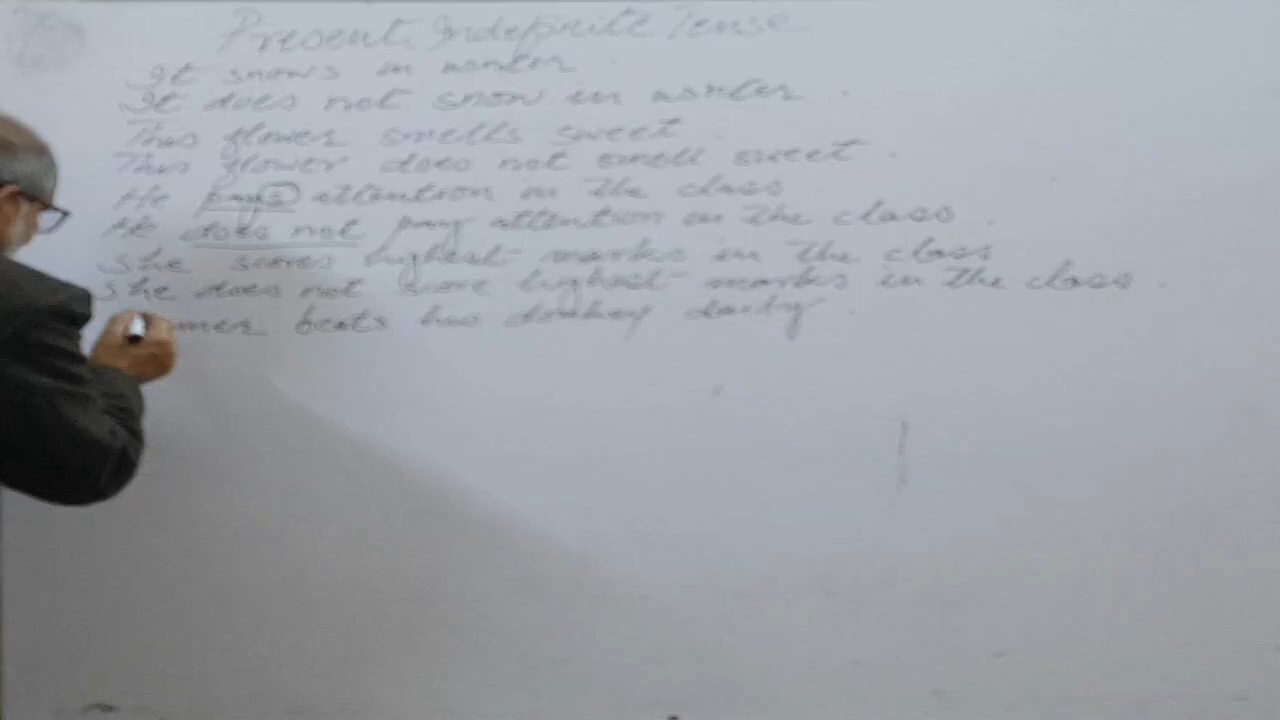 Present Indefinite Tense
It snows in winter.
It does not snow in winter.
This flower smells sweet.
This flower does not smell sweet.
He pays attention in the class
He does not pay attention in the class.
She scores highest marks in the class
She does not score highest marks in the class.
beats his donkey daily.